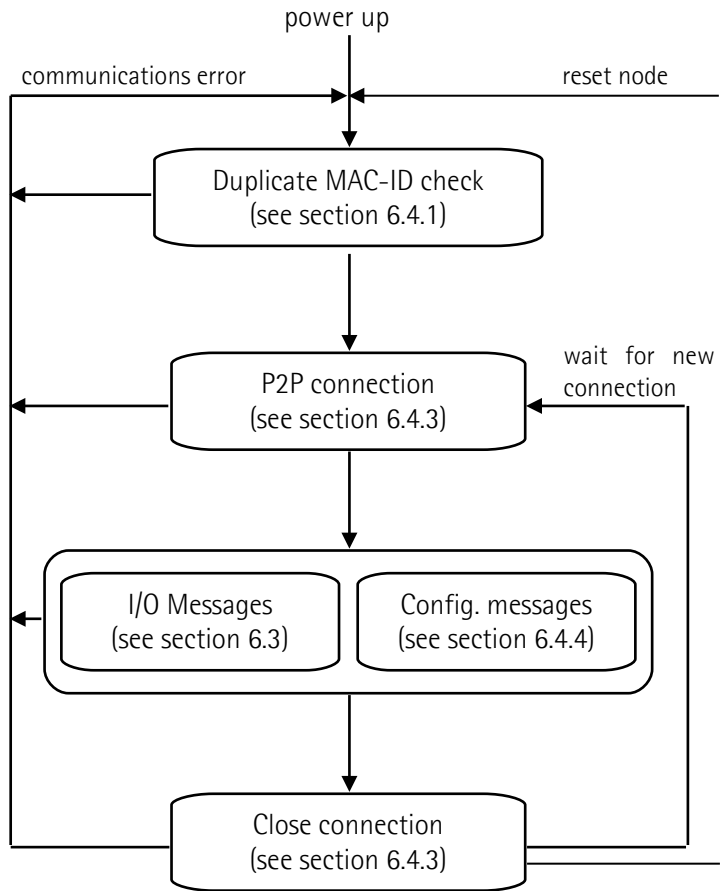 power up
communications error
reset node
Duplicate MAC-ID check
(see section 6.4.1)
wait for new
connection
P2P connection
(see section 6.4.3)
I/O Messages
(see section 6.3)
Config. messages
(see section 6.4.4)
Close connection
(see section 6.4.3)